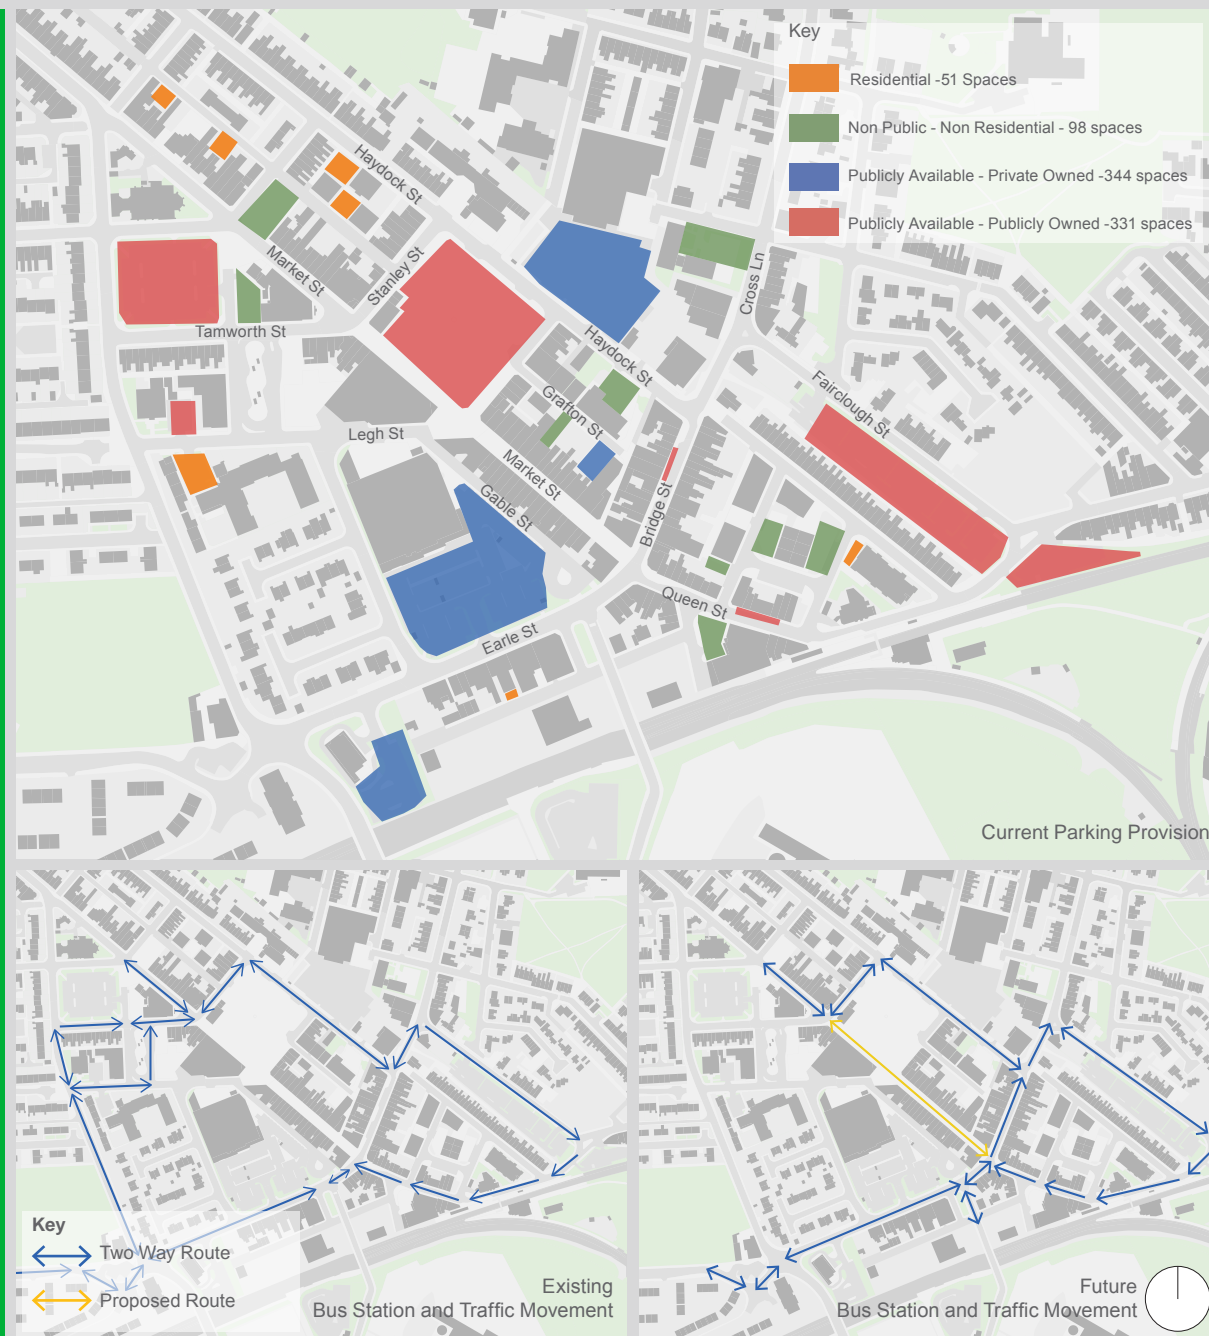 Key
Residential -51 Spaces
Non Public - Non Residential - 98 spaces
Publicly Available - Private Owned -344 spaces
Publicly Available - Publicly Owned -331 spaces
Haydock St
Market St
Stanley St
Tamworth St
Cross Ln
Haydock St
Fairclough St
Grafton St
Legh St
Market St
Gable St
Bridge St
Queen St
Earle St
Current Parking Provision
Key
Two Way Route
Proposed Route
Existing
Bus Station and Traffic Movement
Future
Bus Station and Traffic Movement